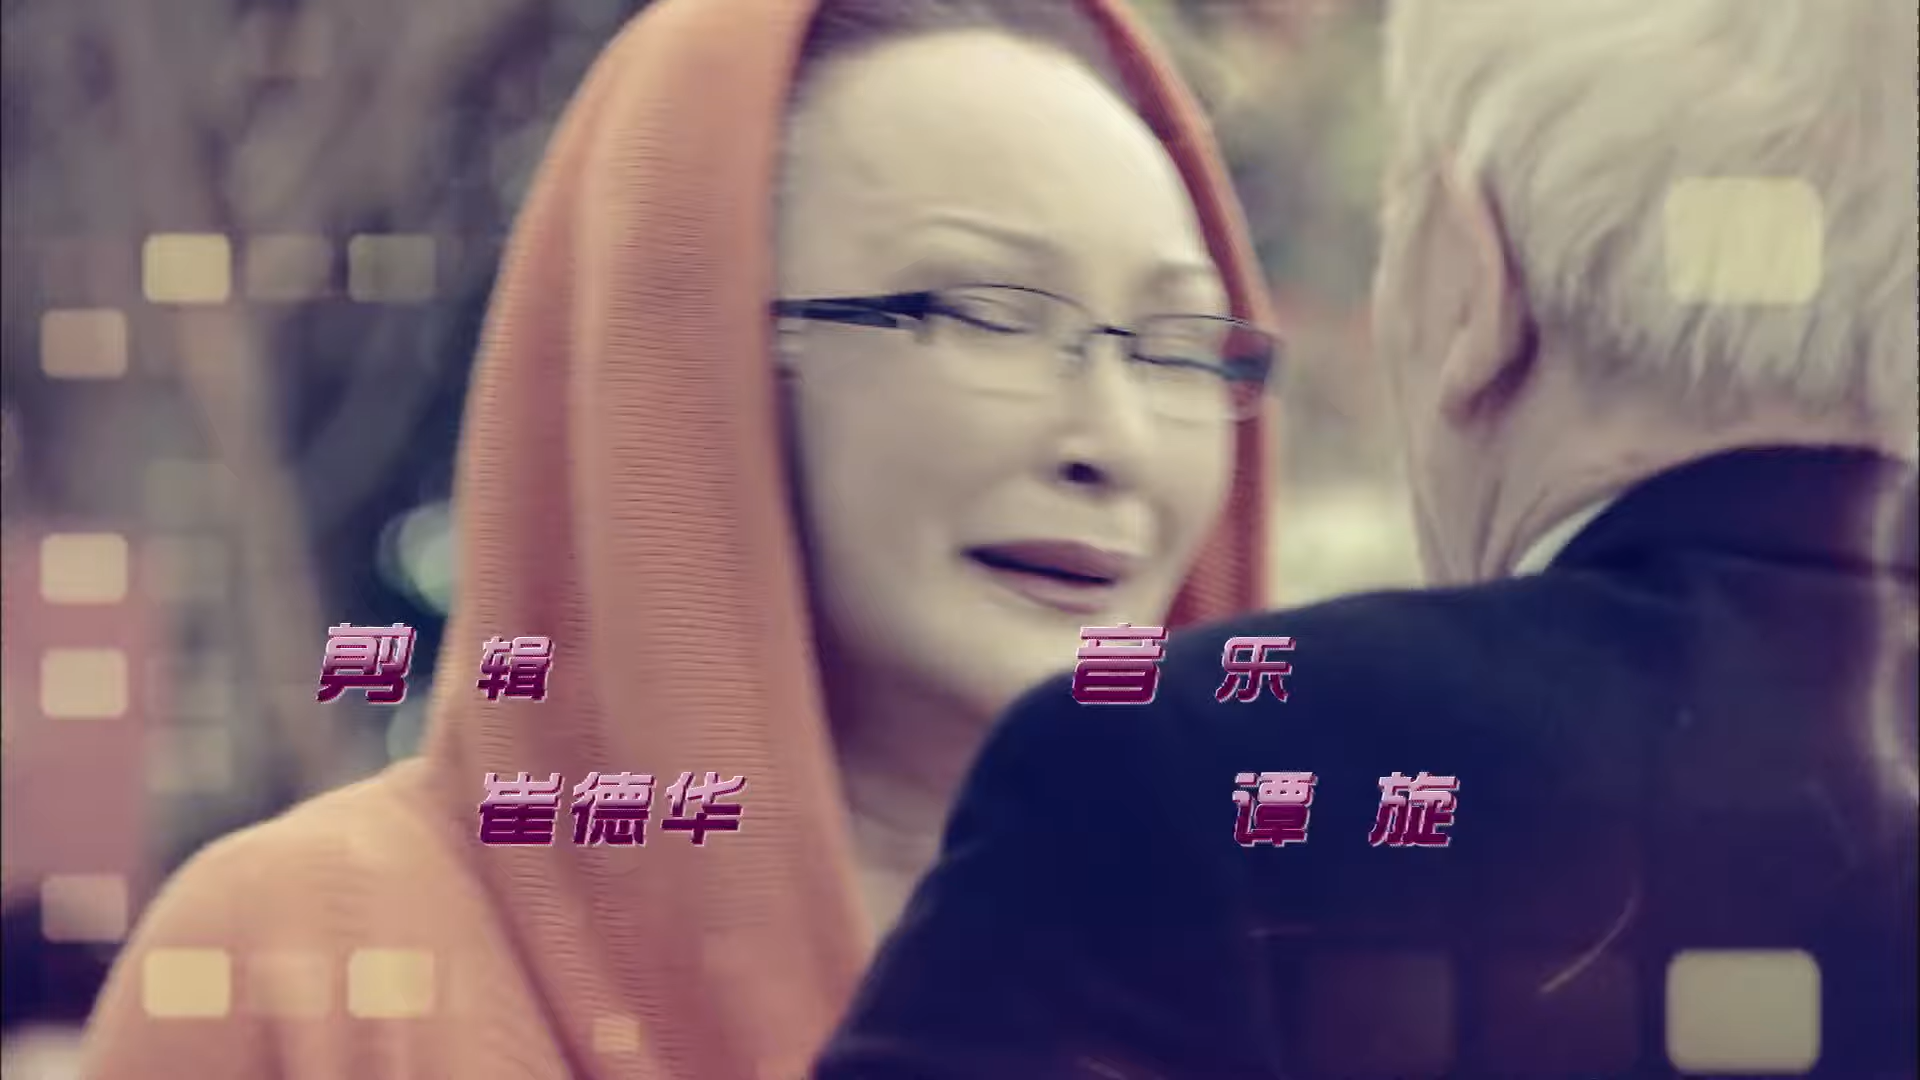 剪 辑 音 乐
崔德华 谭 旋